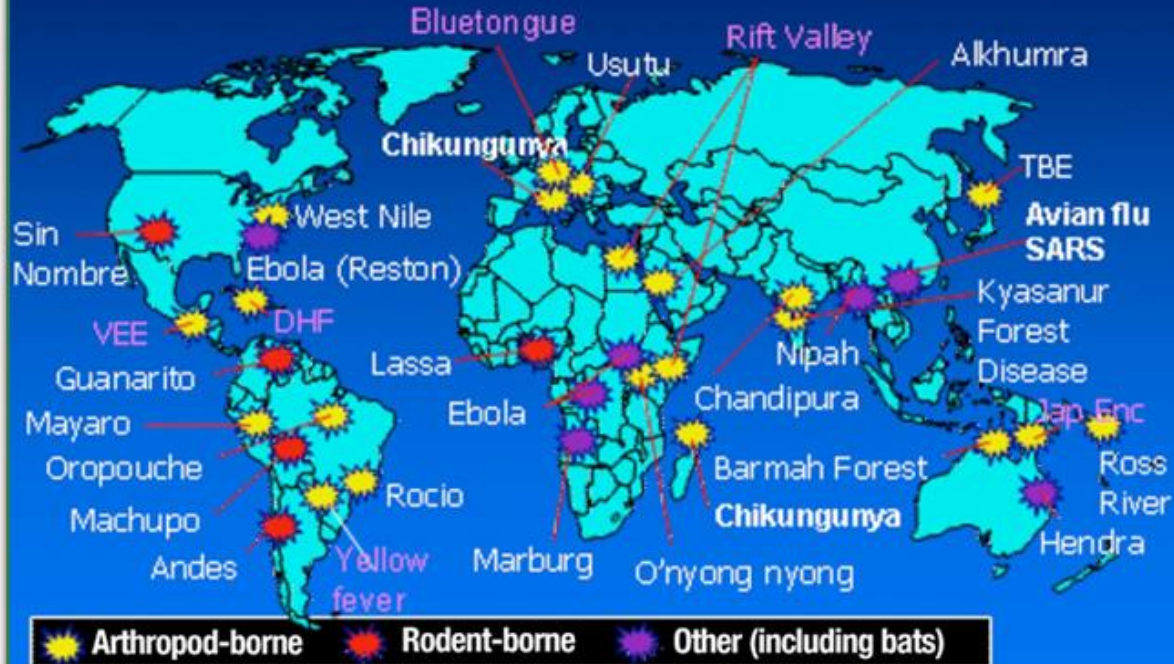 Bluetongue
Rift Valley
Usutu
Alkhumra
Chikungunya
TBE
Sin
Nombre
West Nile
Ebola (Reston)
Avian flu
SARS
Kyasanur
Forest
Disease
VEE
DHF
Guanarito
Lassa
Nipah
Chandipura
Mayaro
Ebola
Jap Enc
Oropouche
Rocio
Barmah Forest
Ross
River
Machupo
Chikungunya
Hendra
Andes
Yellow
fever
Marburg
O'nyong nyong
Arthropod-borne
Rodent-borne
Other (including bats)